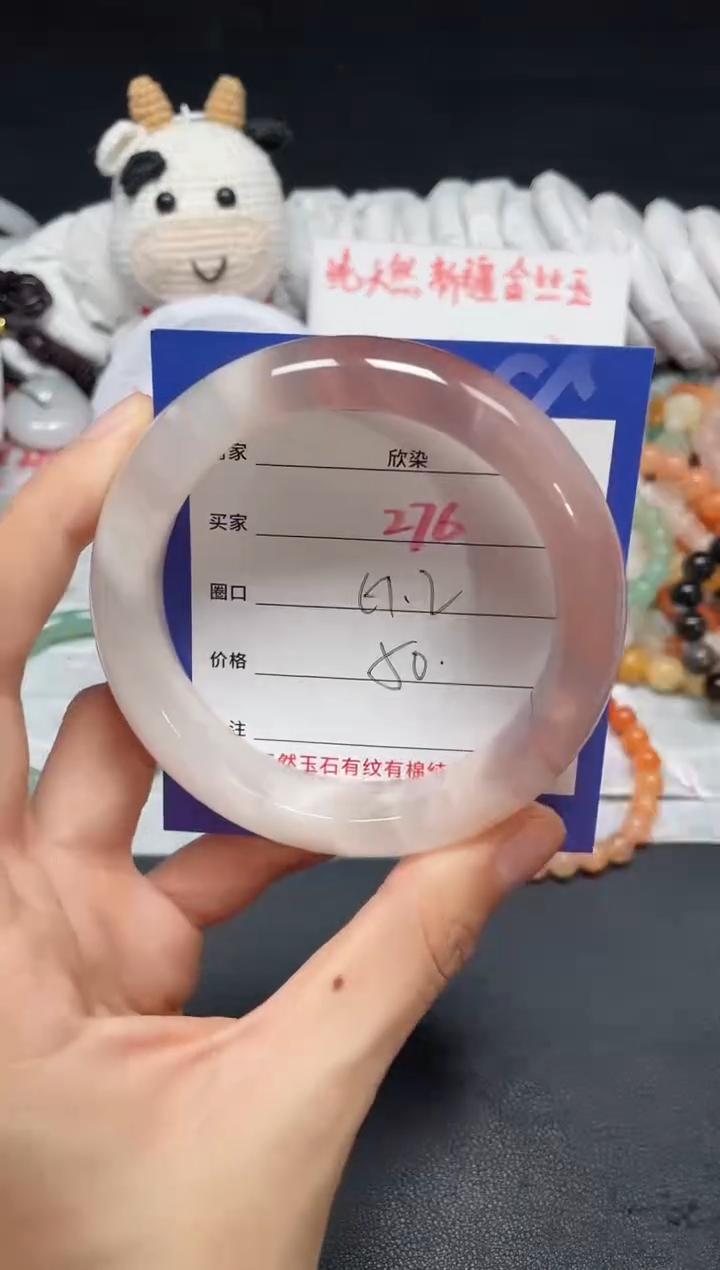 纯天然新疆金丝玉
家 欣染
买家 276
圈口
价格 80.
注
然玉石有纹有棉